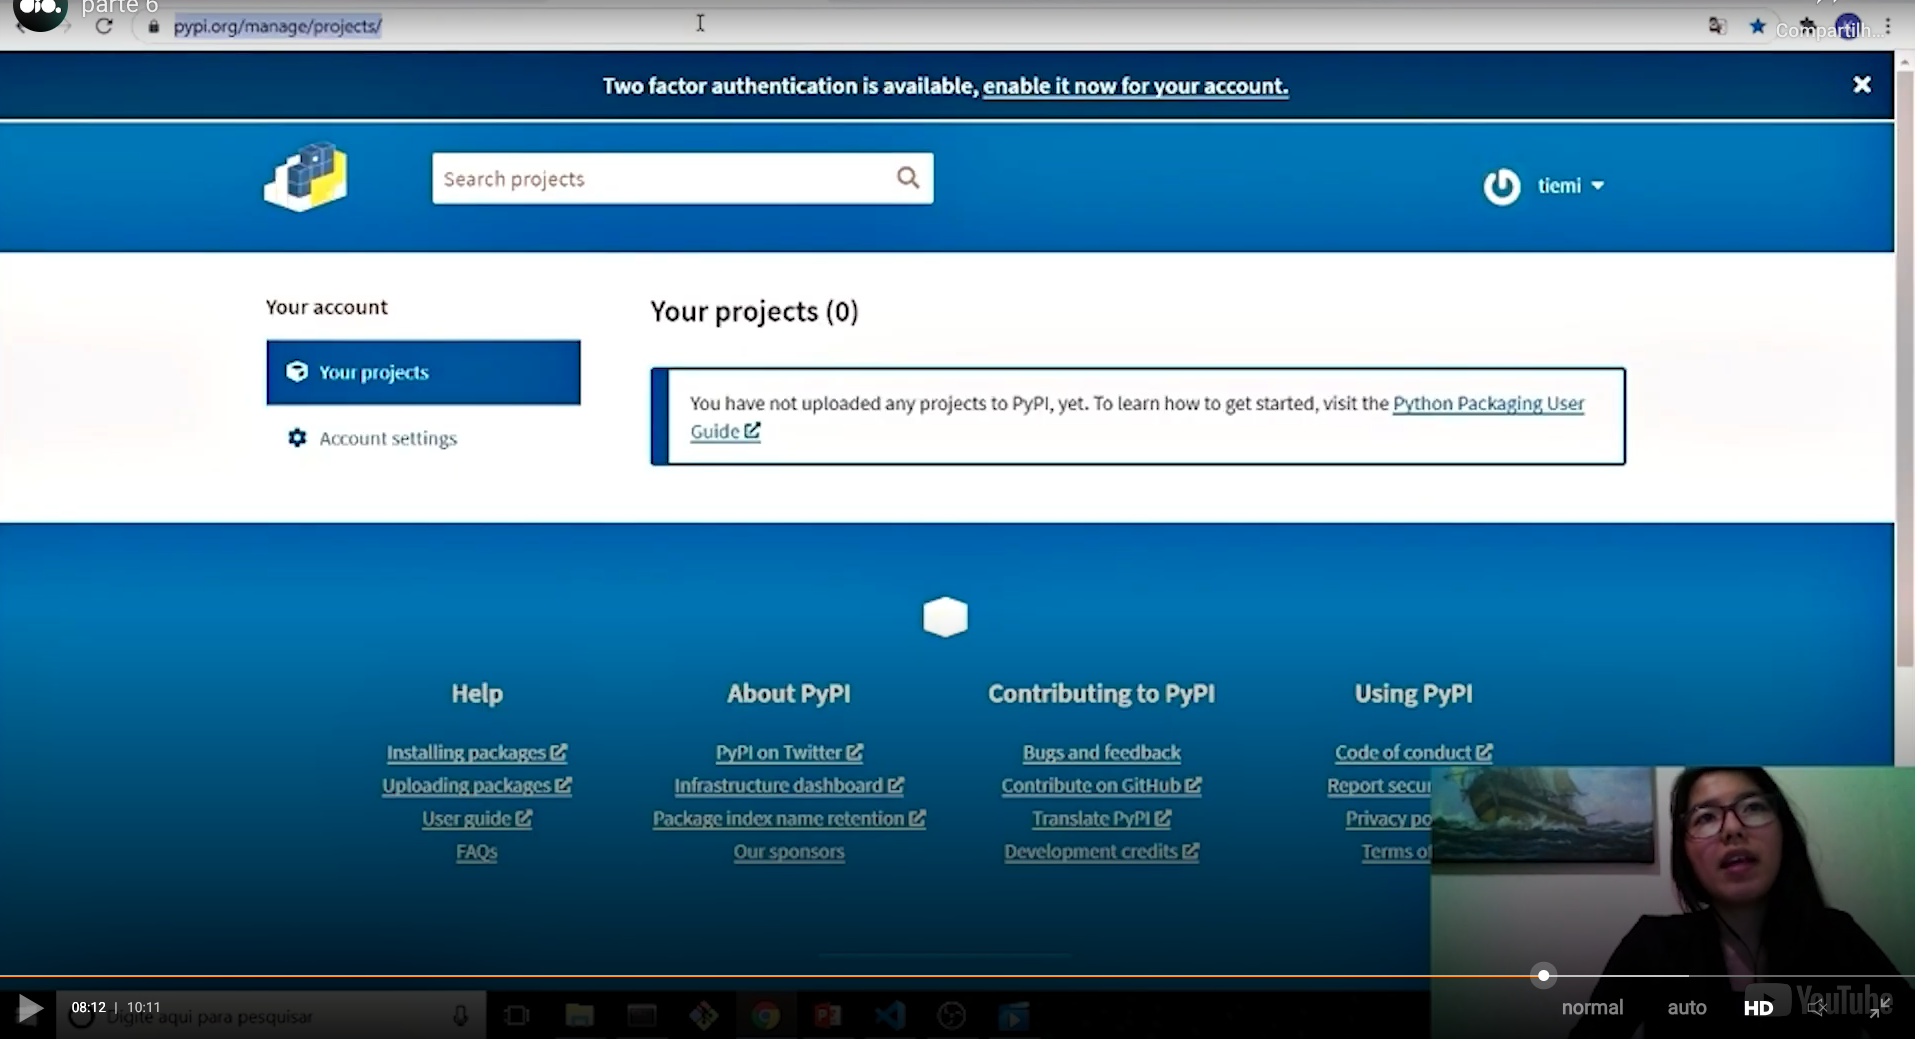 dio.
parte 6
pypi.org/manage/projects/
Compartilh...
Two factor authentication is available, enable it now for your account.
Search projects
tiemi
Your account
Your projects
Account settings
Your projects (0)
You have not uploaded any projects to PyPI, yet. To learn how to get started, visit the Python Packaging User
Guide
Help
Installing packages
Uploading packages
User guide
FAQs
About PyPI
PyPI on Twitter
Infrastructure dashboard
Package index name retention
Our sponsors
Contributing to PyPI
Bugs and feedback
Contribute on GitHub
Translate PyPI
Development credits
Using PyPI
Code of conduct
Report secur
Privacy po
Terms of
08:12 | 10:11
Digite aqui para pesquisar
normal
auto
HD
YouTube